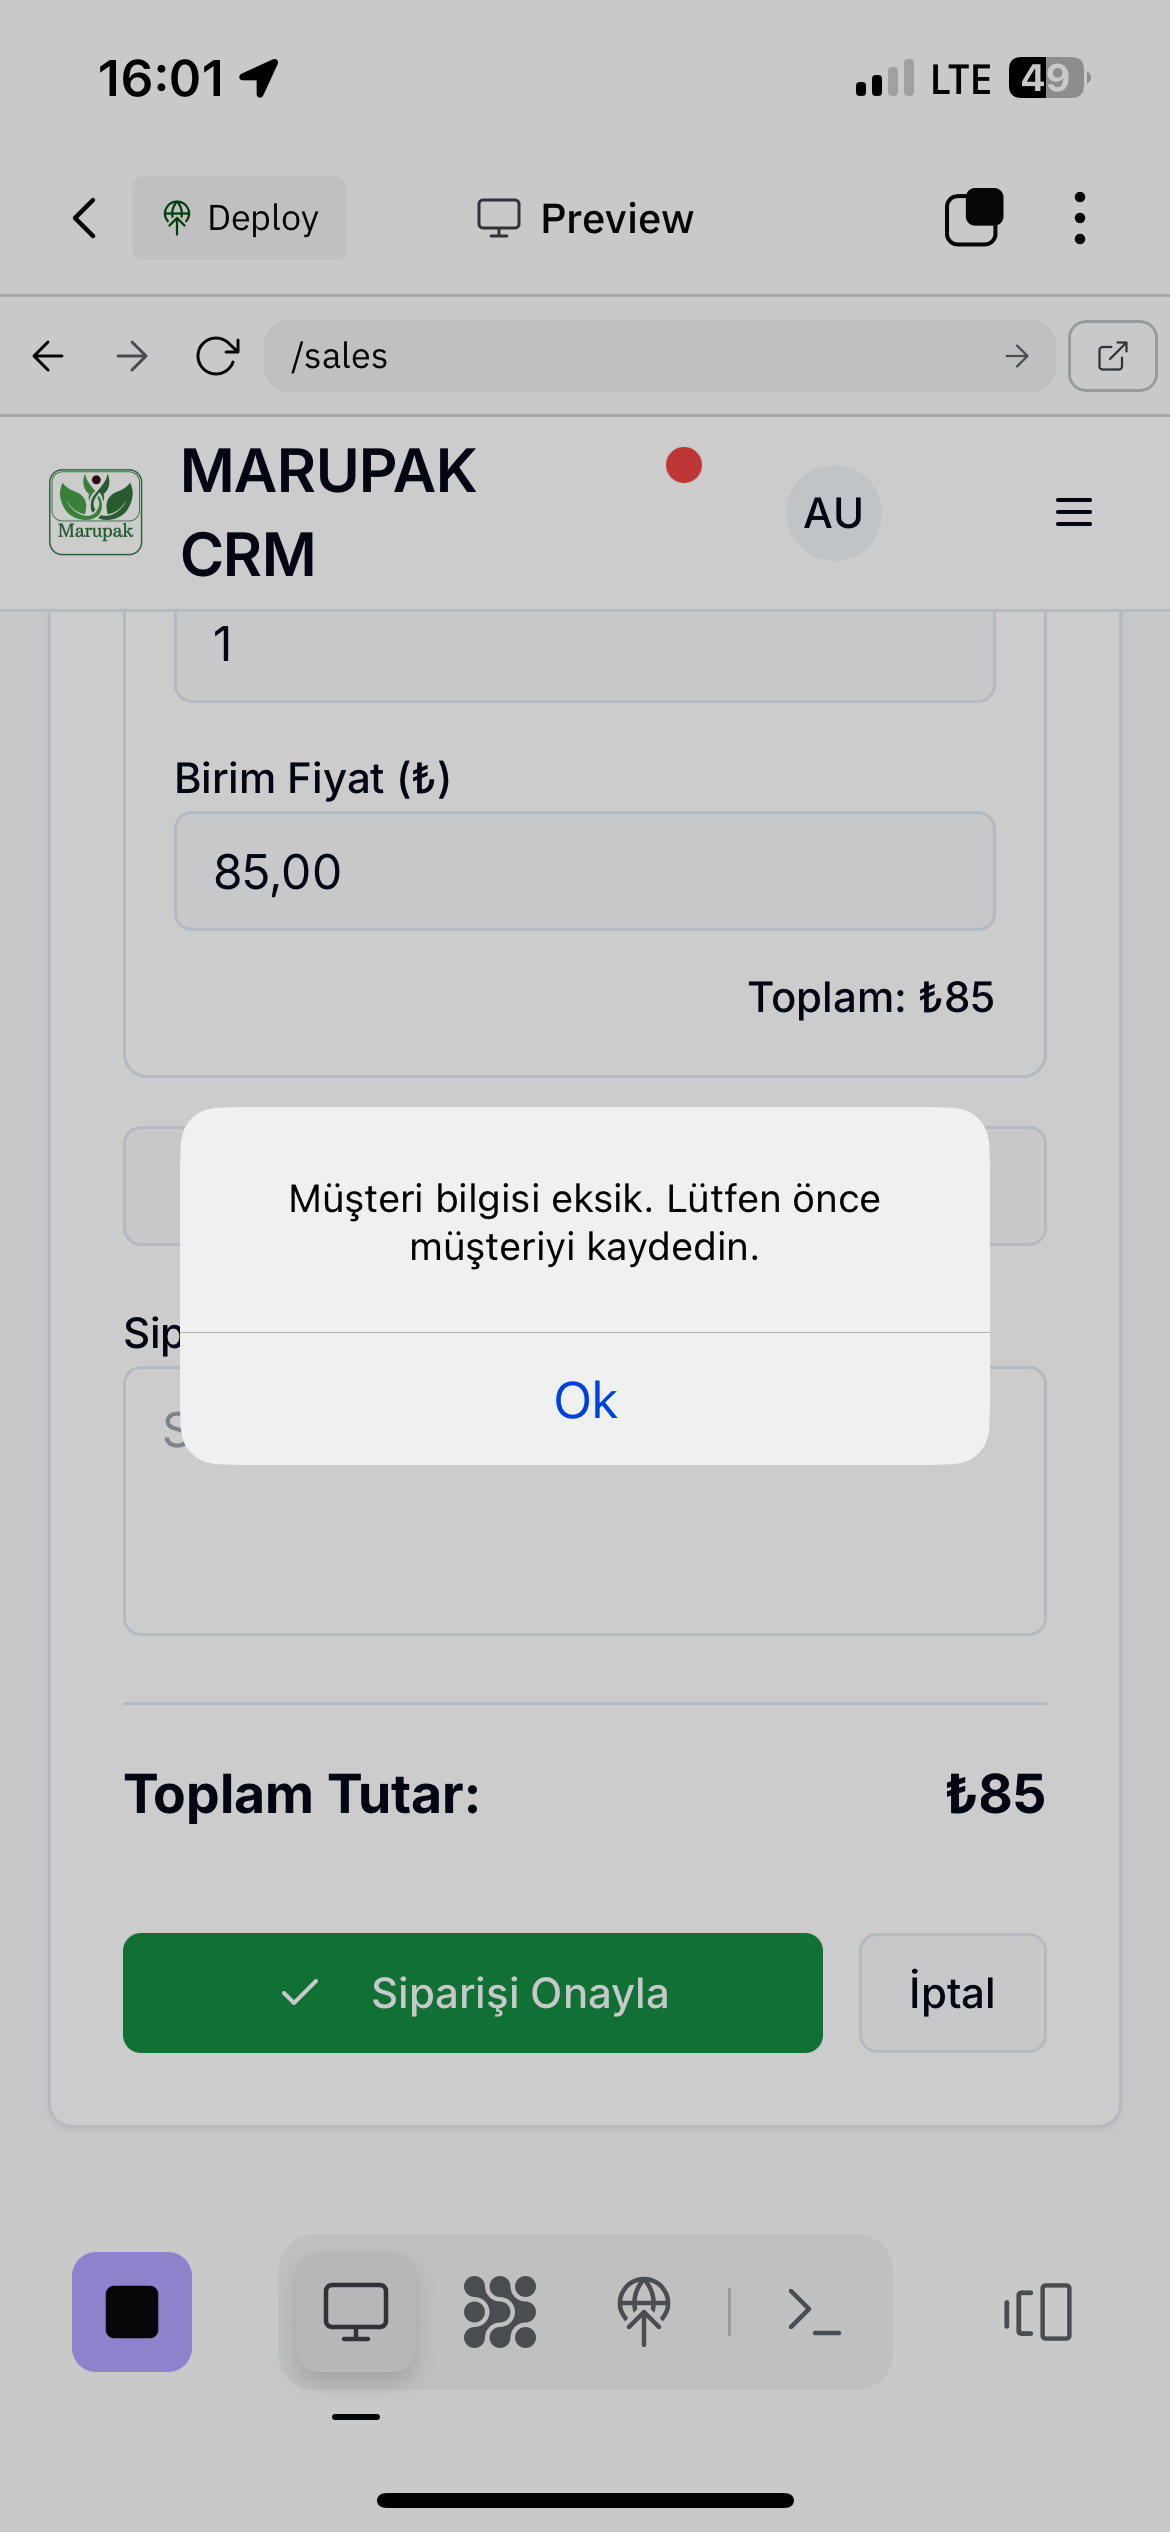 16:01
LTE
49
Deploy
Preview
/sales
Marupak
MARUPAK
CRM
AU
1
Birim Fiyat (₺)
85,00
Toplam: ₺85
Müşteri bilgisi eksik. Lütfen önce
müşteriyi kaydedin.
Sip
Ok
S
Toplam Tutar:
₺85
Siparişi Onayla
İptal